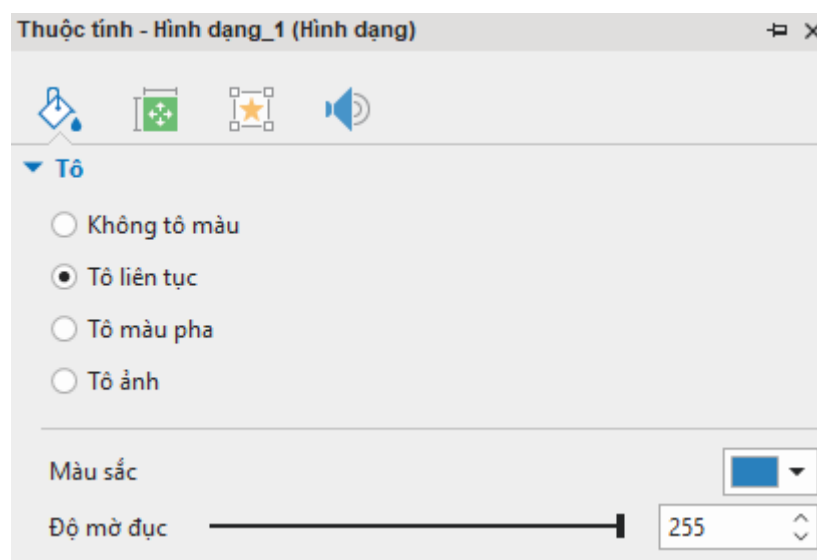 Thuộc tính - Hình dạng_1 (Hình dạng)
Tô
Không tô màu
Tô liên tục
Tô màu pha
Tô ảnh
Màu sắc
Độ mờ đục 255